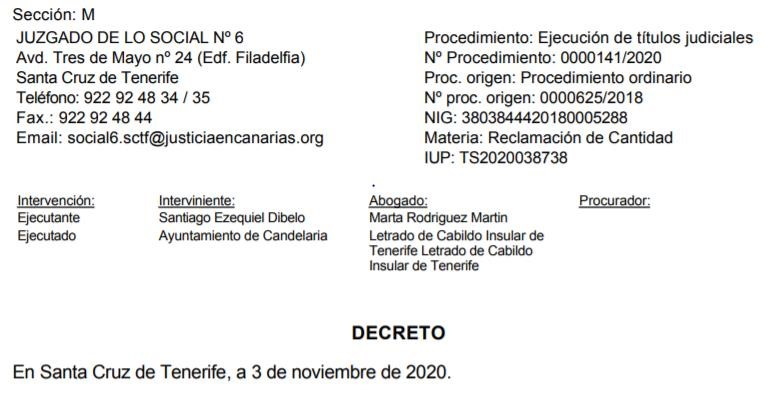 Sección: M
JUZGADO DE LO SOCIAL Nº 6
Avd. Tres de Mayo nº 24 (Edf. Filadelfia)
Santa Cruz de Tenerife
Teléfono: 922 92 48 34 / 35
Fax.: 922 92 48 44
Email: social6.sctf@justiciaencanarias.org
Procedimiento: Ejecución de títulos judiciales
Nº Procedimiento: 0000141/2020
Proc. origen: Procedimiento ordinario
Nº proc. origen: 0000625/2018
NIG: 3803844420180005288
Materia: Reclamación de Cantidad
IUP: TS2020038738
.
Intervención: Interviniente: Abogado: Procurador:
Ejecutante Santiago Ezequiel Dibelo Marta Rodriguez Martin
Ejecutado Ayuntamiento de Candelaria Letrado de Cabildo Insular de
Tenerife Letrado de Cabildo
Insular de Tenerife
DECRETO
En Santa Cruz de Tenerife, a 3 de noviembre de 2020.